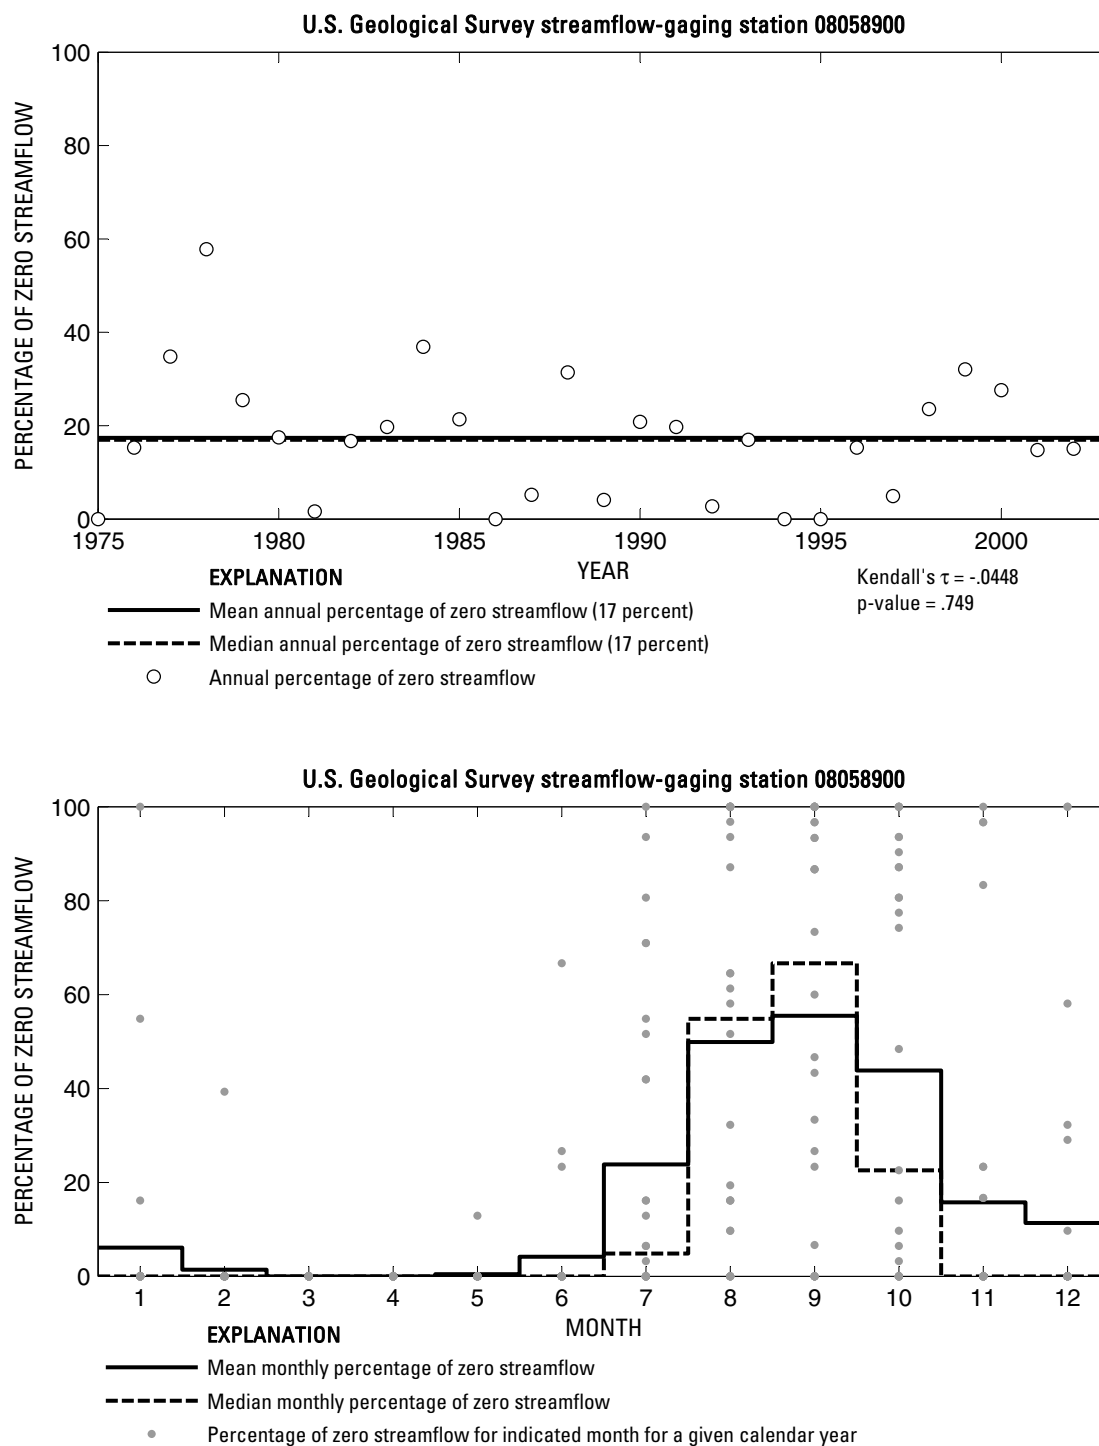 U.S. Geological Survey streamflow-gaging station 08058900
PERCENTAGE OF ZERO STREAMFLOW
100
80
60
40
20
0
1975 1980 1985 1990 1995 2000
YEAR
Kendall's τ = -.0448
p-value = .749
EXPLANATION
Mean annual percentage of zero streamflow (17 percent)
Median annual percentage of zero streamflow (17 percent)
Annual percentage of zero streamflow
U.S. Geological Survey streamflow-gaging station 08058900
PERCENTAGE OF ZERO STREAMFLOW
100
80
60
40
20
0
1 2 3 4 5 6 7 8 9 10 11 12
MONTH
EXPLANATION
Mean monthly percentage of zero streamflow
Median monthly percentage of zero streamflow
Percentage of zero streamflow for indicated month for a given calendar year